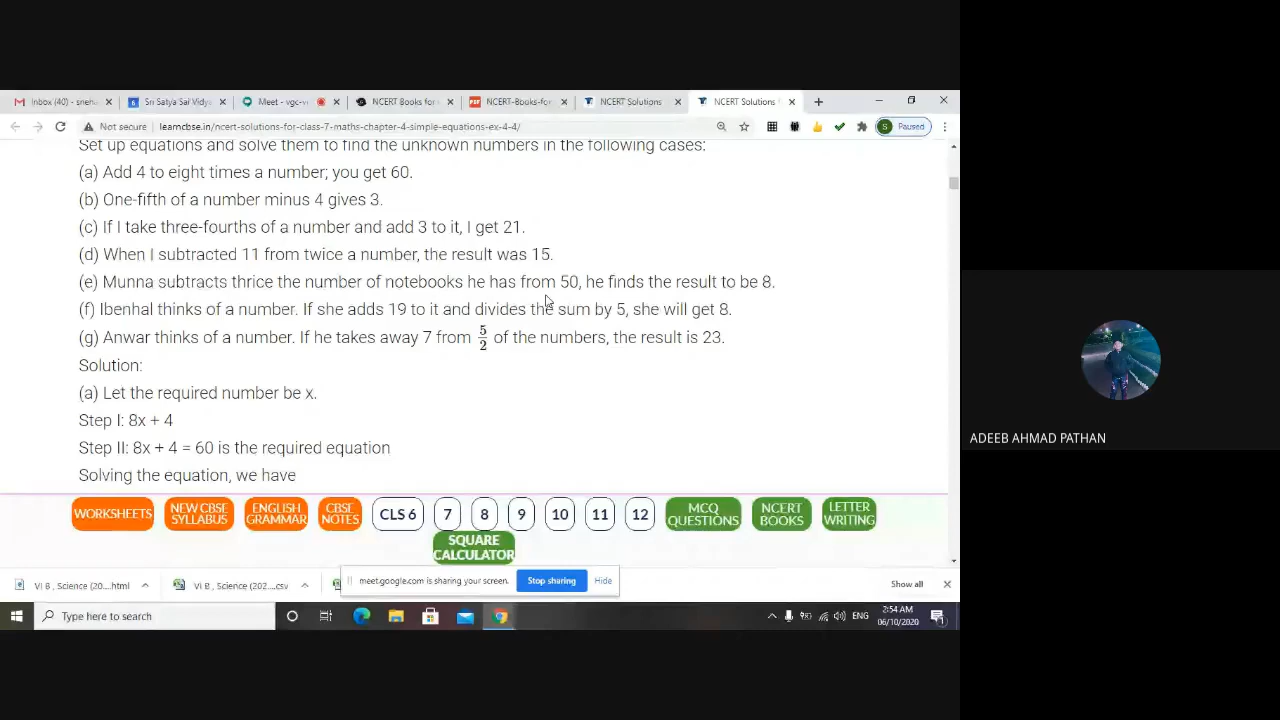 Inbox (40) - sneh
Sri Satya Sai Vidy
Meet - vgc-v
NCERT Books for
NCERT-Books-for
NCERT Solutions
NCERT Solutions
Not secure
learncbse.in/ncert-solutions-for-class-7-maths-chapter-4-simple-equations-ex-4-4/
S Paused
Set up equations and solve them to find the unknown numbers in the following cases:
(a) Add 4 to eight times a number; you get 60.
(b) One-fifth of a number minus 4 gives 3.
(c) If I take three-fourths of a number and add 3 to it, I get 21.
(d) When I subtracted 11 from twice a number, the result was 15.
(e) Munna subtracts thrice the number of notebooks he has from 50, he finds the result to be 8.
(f) Ibenhal thinks of a number. If she adds 19 to it and divides the sum by 5, she will get 8.
(g) Anwar thinks of a number. If he takes away 7 from 5/2 of the numbers, the result is 23.
Solution:
(a) Let the required number be x.
Step I: 8x + 4
Step II: 8x + 4 = 60 is the required equation
Solving the equation, we have
WORKSHEETS
NEW CBSE SYLLABUS
ENGLISH GRAMMAR
CBSE NOTES
CLS 6
7
8
9
10
11
12
MCQ QUESTIONS
NCERT BOOKS
LETTER WRITING
SQUARE CALCULATOR
VI B , Science (20....html
VI B , Science (202....csv
meet.google.com is sharing your screen.
Stop sharing
Hide
Show all
Type here to search
ENG
2:54 AM
06/10/2020
ADEEB AHMAD PATHAN